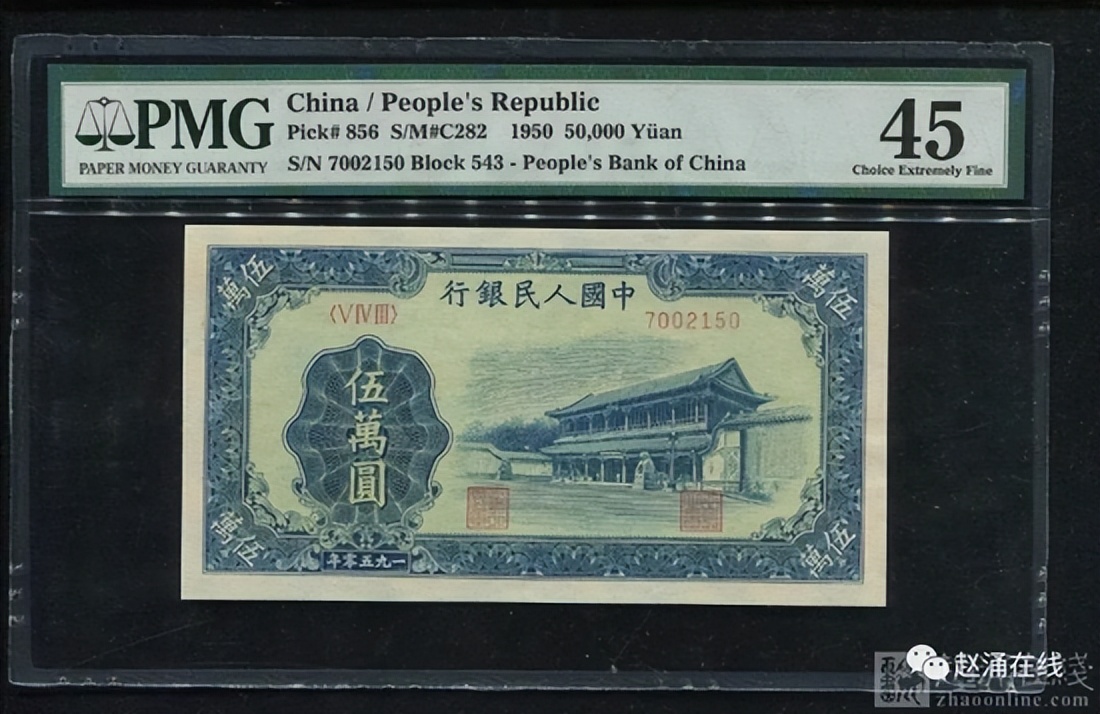 PMG
PAPER MONEY GUARANTY
China / People's Republic
Pick# 856 S/M#C282 1950 50,000 Yüan
S/N 7002150 Block 543 - People's Bank of China
45
Choice Extremely Fine
伍萬
行銀民人國中
伍萬
〈ⅤⅣⅢ〉
7002150
伍萬圓
萬伍
年零五九一
伍萬
赵涌在线
zhaoonline.com